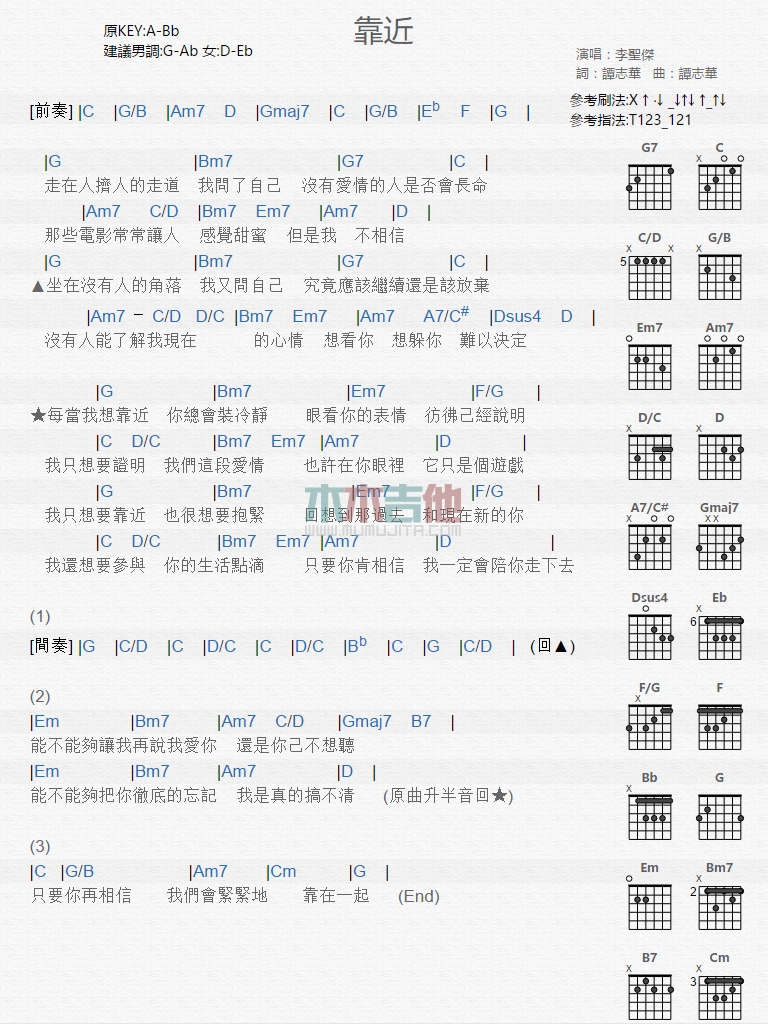 靠近
原KEY:A-Bb
建議男調:G-Ab 女:D-Eb
演唱：李聖傑
詞：譚志華　曲：譚志華
參考刷法:X↑·↓ _↓↑↓↑_↑↓
參考指法:T123_121
[前奏] |C |G/B |Am7 D |Gmaj7 |C |G/B |Eb F |G |
|G |Bm7 |G7 |C |
走在人擠人的走道　我問了自己　沒有愛情的人是否會長命
|Am7 C/D |Bm7 Em7 |Am7 |D |
那些電影常常讓人　感覺甜蜜　但是我　不相信
|G |Bm7 |G7 |C |
▲坐在沒有人的角落　我又問自己　究竟應該繼續還是該放棄
|Am7 – C/D D/C |Bm7 Em7 |Am7 A7/C# |Dsus4 D |
沒有人能了解我現在　的心情　想看你　想躲你　難以決定
|G |Bm7 |Em7 |F/G |
★每當我想靠近　你總會裝冷靜　眼看你的表情　彷彿己經說明
|C D/C |Bm7 Em7 |Am7 |D |
我只想要證明　我們這段愛情　也許在你眼裡　它只是個遊戲
|G |Bm7 |Em7 |F/G |
我只想要靠近　也很想要抱緊　回想到那過去　和現在新的你
|C D/C |Bm7 Em7 |Am7 |D |
我還想要參與　你的生活點滴　只要你肯相信　我一定會陪你走下去
木木吉他
WWW.MUMUJITA.COM
(1)
[間奏] |G |C/D |C |D/C |C |D/C |Bb |C |G |C/D | (回▲)
(2)
|Em |Bm7 |Am7 C/D |Gmaj7 B7 |
能不能夠讓我再說我愛你　還是你己不想聽
|Em |Bm7 |Am7 |D |
能不能夠把你徹底的忘記　我是真的搞不清　(原曲升半音回★)
(3)
|C |G/B |Am7 |Cm |G |
只要你再相信　我們會緊緊地　靠在一起　(End)
G7 C
X
C/D G/B
X X X
5
Em7 Am7
D/C D
X X
A7/C# Gmaj7
X X X
Dsus4 Eb
X
6
F/G F
X
Bb G
X
Em Bm7
X
2
B7 Cm
X X
3